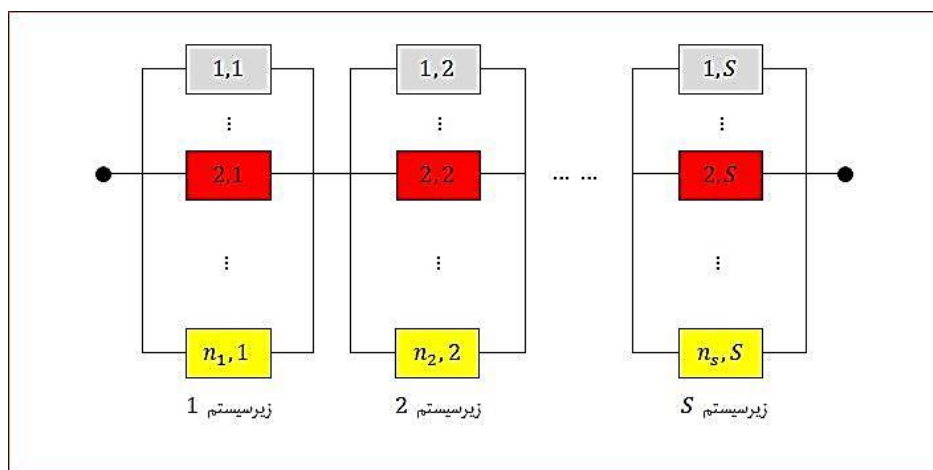 1,1 1,2 1,S
⋮ ⋮ ⋮
2,1 2,2 ... ... 2,S
⋮ ⋮ ⋮
n₁,1 n₂,2 nₛ,S
زیرسیستم 1 زیرسیستم 2 زیرسیستم S